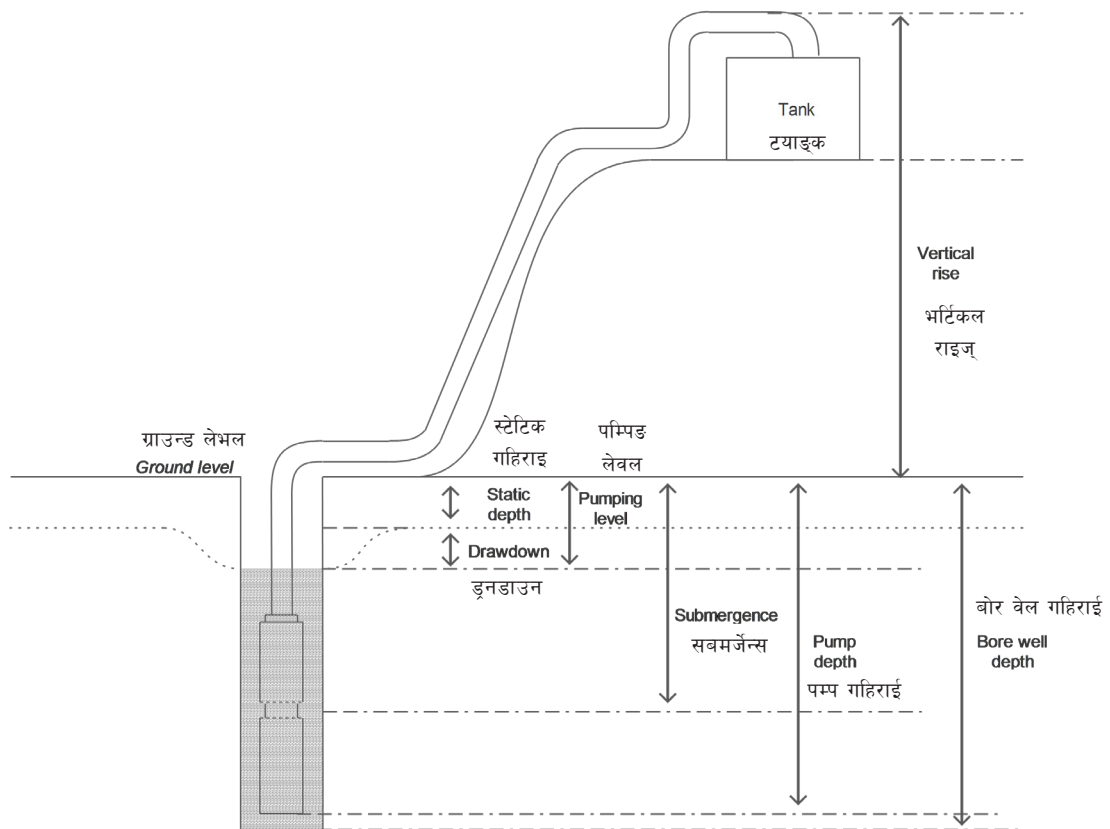 Tank
टयाङ्क
Vertical
rise
भर्टिकल
राइज्
ग्राउन्ड लेभल
Ground level
स्टेटिक
गहिराइ
पम्पिङ
लेवल
Static
depth
Pumping
level
Drawdown
ड्रनडाउन
Submergence
सबमर्जेन्स
Pump
depth
पम्प गहिराई
बोर वेल गहिराई
Bore well
depth